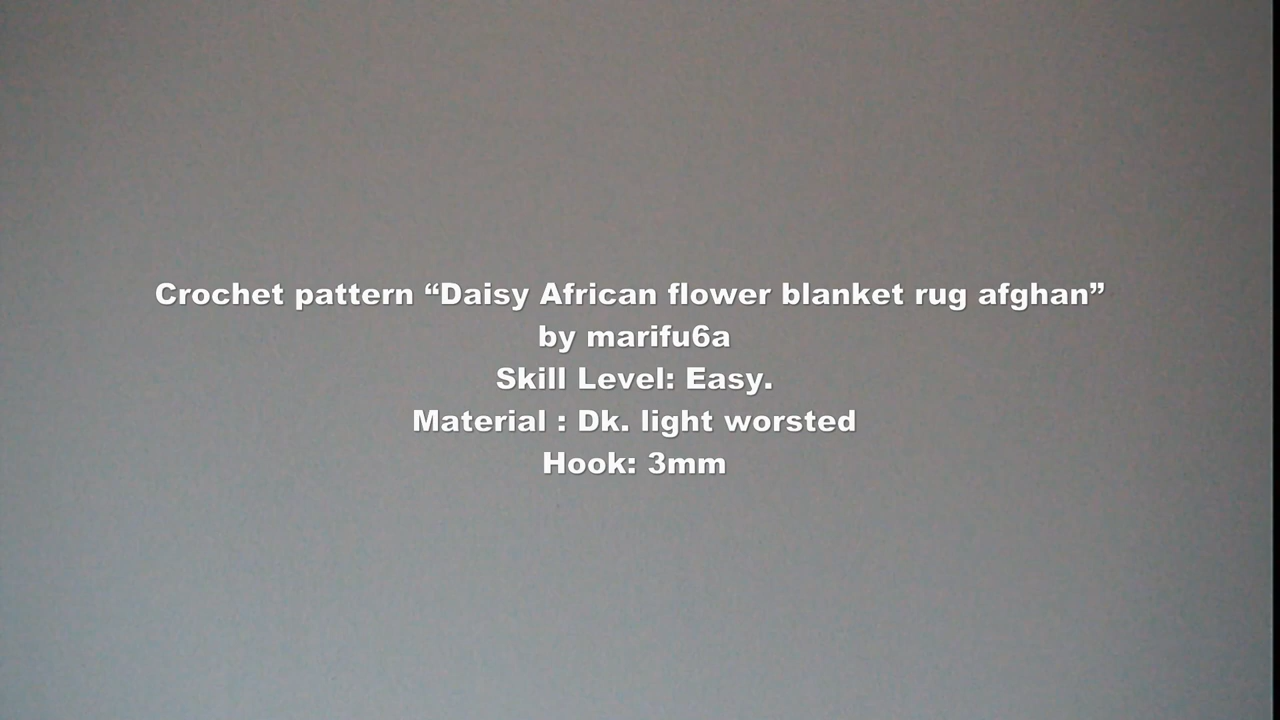 Crochet pattern “Daisy African flower blanket rug afghan”
by marifu6a
Skill Level: Easy.
Material : Dk. light worsted
Hook: 3mm